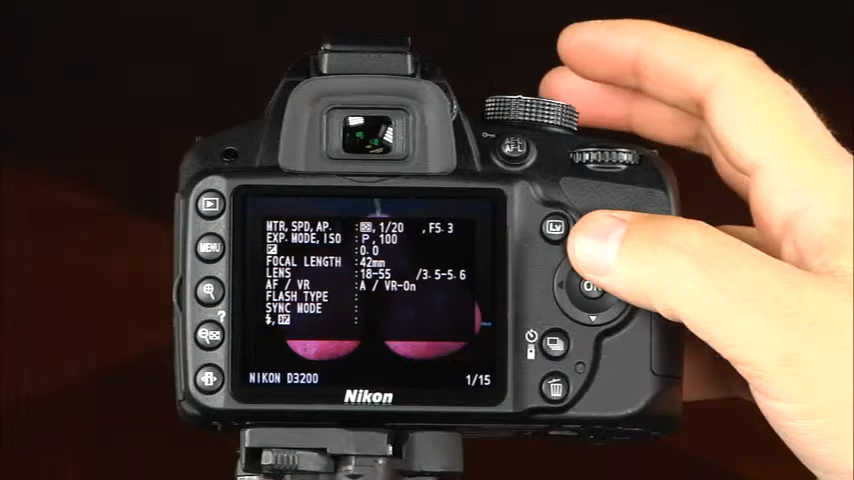 AE-L
AF-L
Lv
MENU
OK
?
MTR, SPD, AP. : , 1/20 , F5.3
EXP. MODE, ISO : P, 100
: 0.0
FOCAL LENGTH : 42mm
LENS : 18-55 /3.5-5.6
AF / VR : A / VR-On
FLASH TYPE :
SYNC MODE :
, :
NIKON D3200 1/15
Nikon